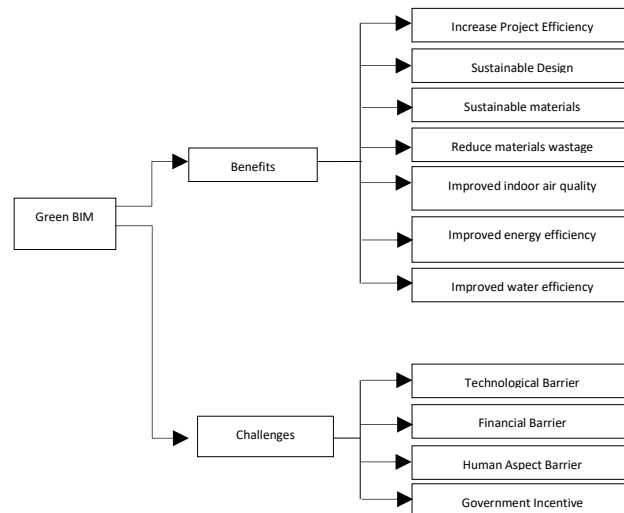 Increase Project Efficiency
Sustainable Design
Sustainable materials
Reduce materials wastage
Benefits
Improved indoor air quality
Green BIM
Improved energy efficiency
Improved water efficiency
Technological Barrier
Financial Barrier
Challenges
Human Aspect Barrier
Government Incentive